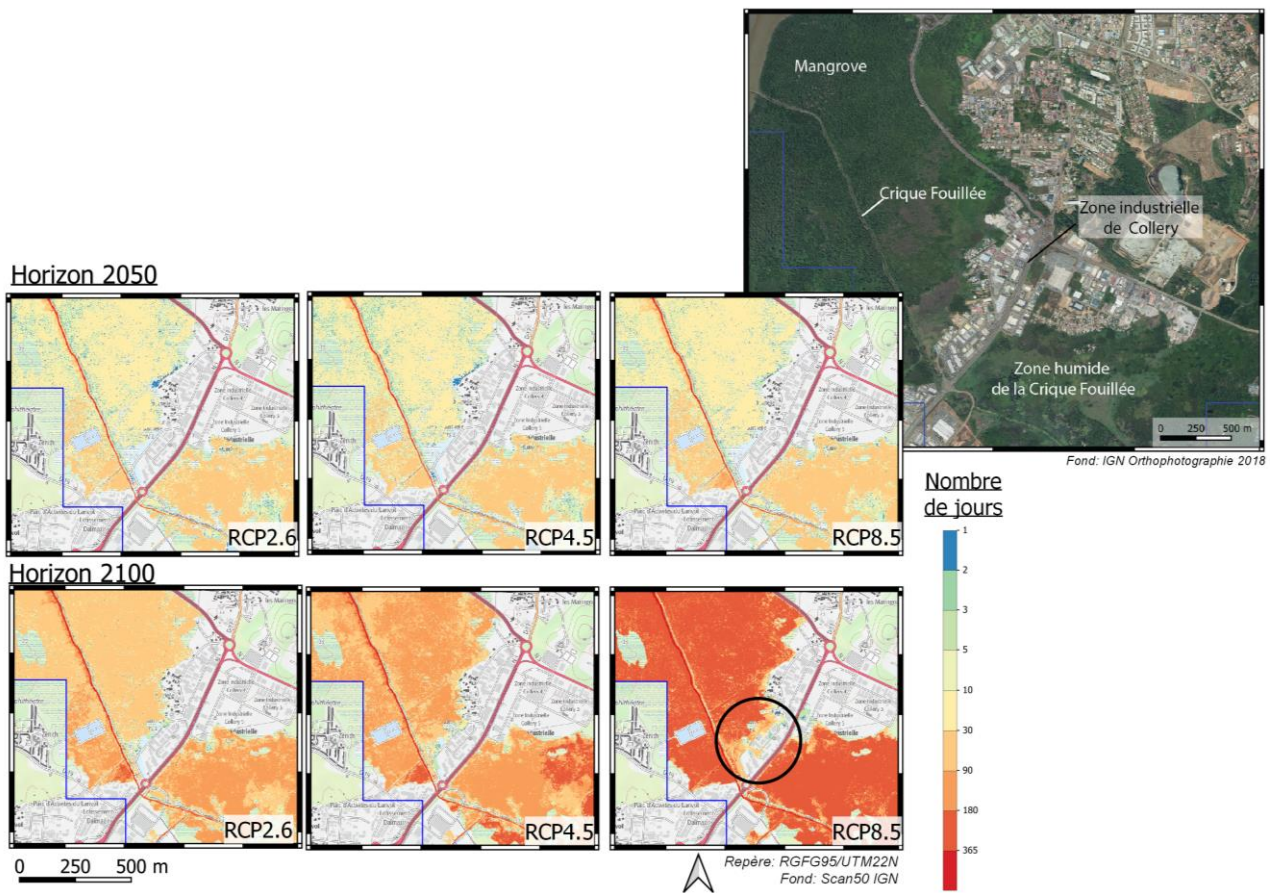 Mangrove
Crique Fouillée
Zone industrielle
de Collery
Zone humide
de la Crique Fouillée
0 250 500 m
Fond: IGN Orthophotographie 2018
Horizon 2050
RCP2.6
RCP4.5
RCP8.5
Horizon 2100
RCP2.6
RCP4.5
RCP8.5
0 250 500 m
Repère: RGFG95/UTM22N
Fond: Scan50 IGN
Nombre
de jours
1
2
3
5
10
30
90
180
365